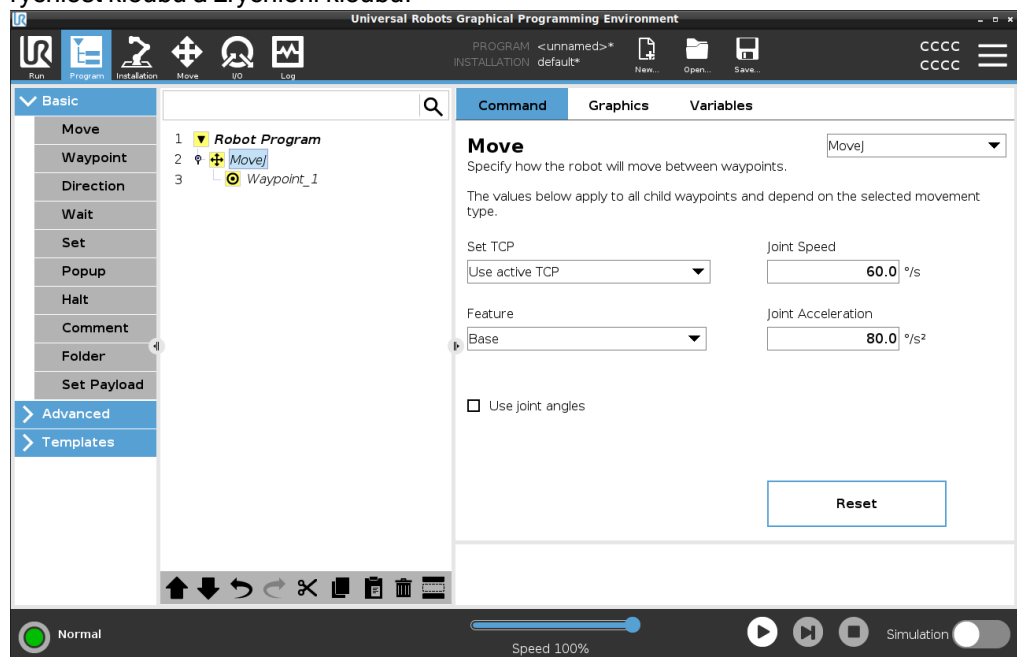 rychlost kloubu a zrychlení kloubu.
Universal Robots Graphical Programming Environment
PROGRAM <unnamed>*
INSTALLATION default*
Run Program Installation Move I/O Log
New... Open... Save...
CCCC
CCCC
Basic
Move
Waypoint
Direction
Wait
Set
Popup
Halt
Comment
Folder
Set Payload
Advanced
Templates
1 Robot Program
2 MoveJ
3 Waypoint_1
Command Graphics Variables
Move
MoveJ
Specify how the robot will move between waypoints.
The values below apply to all child waypoints and depend on the selected movement
type.
Set TCP
Use active TCP
Joint Speed
60.0 °/s
Feature
Base
Joint Acceleration
80.0 °/s²
Use joint angles
Reset
Normal
Speed 100%
Simulation